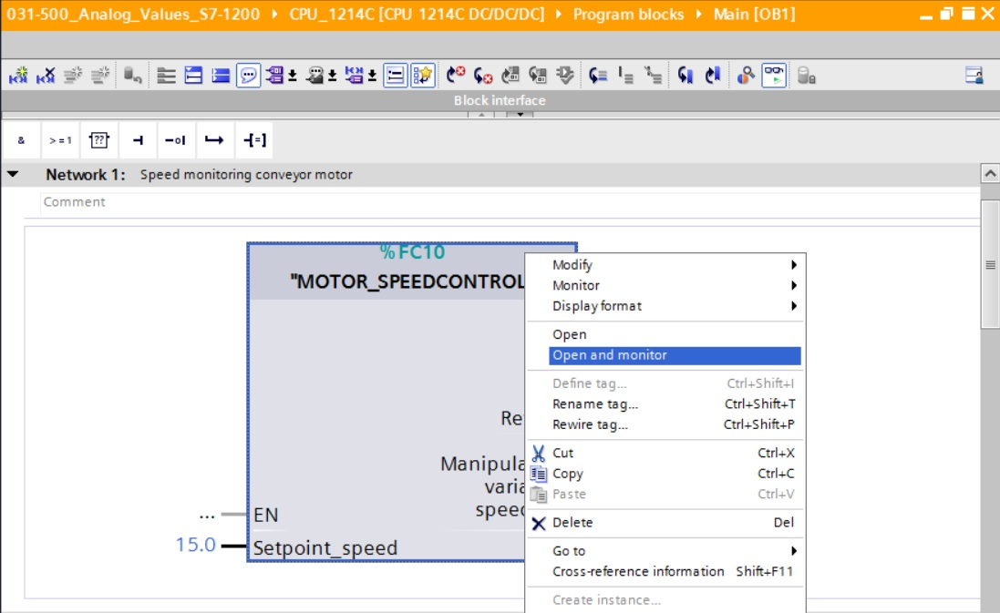 031-500_Analog_Values_S7-1200 CPU_1214C [CPU 1214C DC/DC/DC] Program blocks Main [OB1]
Block interface
& >=1 ??
Network 1: Speed monitoring conveyor motor
Comment
%FC10
"MOTOR_SPEEDCONTROL
Modify
Monitor
Display format
Open
Open and monitor
Define tag... Ctrl+Shift+I
Rename tag... Ctrl+Shift+T
Rewire tag... Ctrl+Shift+P
Cut Ctrl+X
Copy Ctrl+C
Paste Ctrl+V
Delete Del
Go to
Cross-reference information Shift+F11
Create instance...
Re
Manipula
varia
speed
... EN
15.0 Setpoint_speed